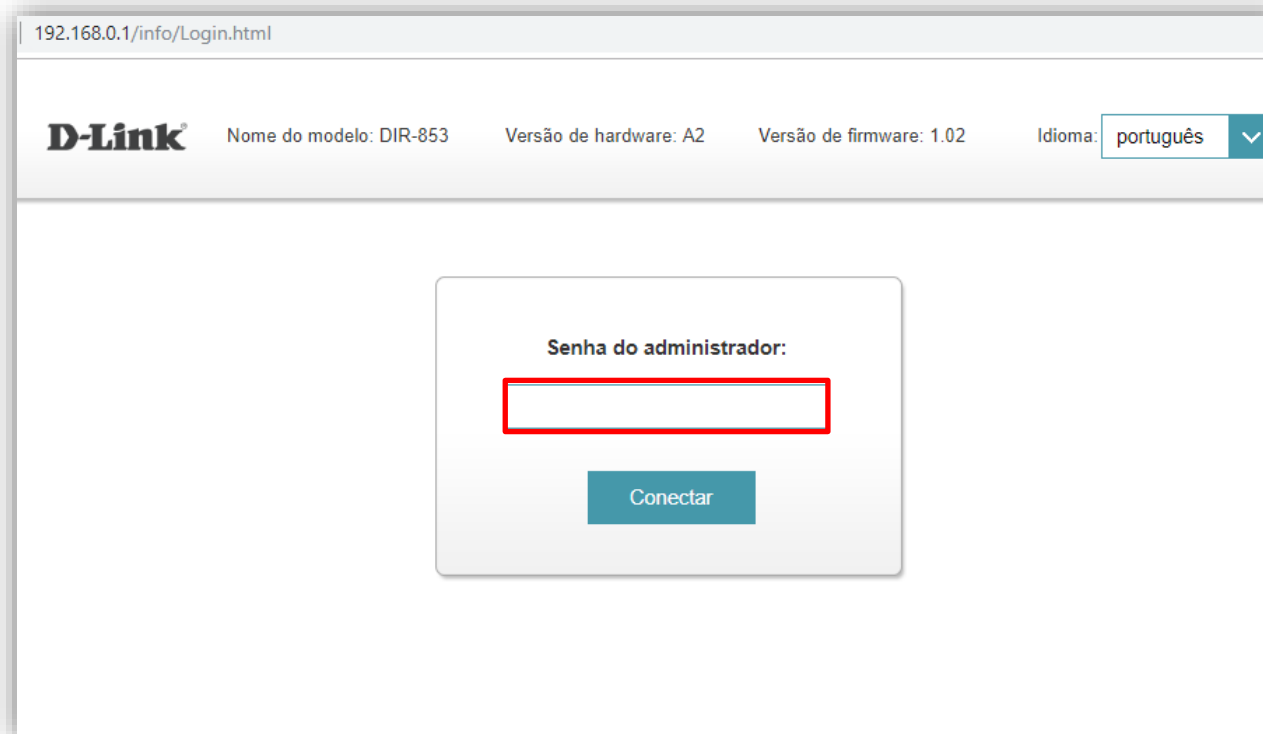 192.168.0.1/info/Login.html
D-Link® Nome do modelo: DIR-853 Versão de hardware: A2 Versão de firmware: 1.02 Idioma: português
Senha do administrador:
Conectar